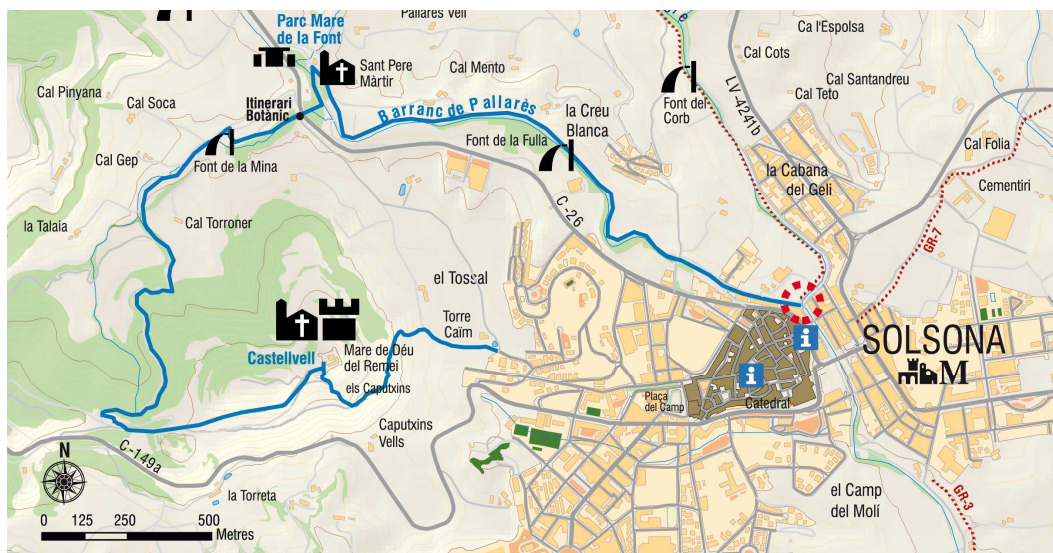 Parc Mare
de la Font
Pallarès Vell
Ca l'Espolsa
Cal Cots
Cal Santandreu
Cal Teto
LV-4241b
Sant Pere
Màrtir
Cal Mento
Cal Pinyana
Cal Soca
Itinerari
Botànic
Barranc de Pallarès
la Creu
Blanca
Font del
Corb
Font de la Fulla
Cal Folia
Cementiri
la Cabana
del Geli
Cal Gep
Font de la Mina
la Talaia
Cal Torroner
C-26
GR-7
el Tossal
Torre
Caïm
SOLSONA
M
i
i
Castellvell
Mare de Déu
del Remei
els Caputxins
Plaça
del Camp
Catedral
Caputxins
Vells
C-149a
N
la Torreta
el Camp
del Molí
GR-3
0 125 250 500
Metres